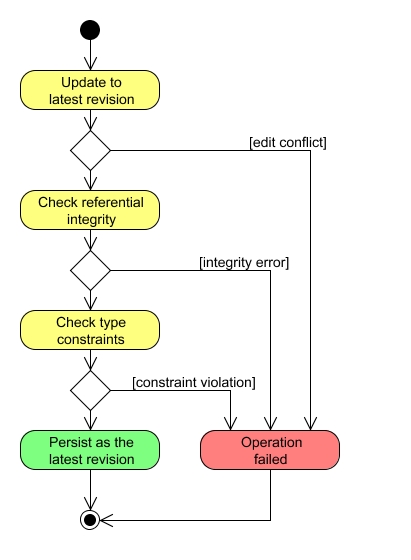 Update to
latest revision
[edit conflict]
Check referential
integrity
[integrity error]
Check type
constraints
[constraint violation]
Persist as the
latest revision
Operation
failed